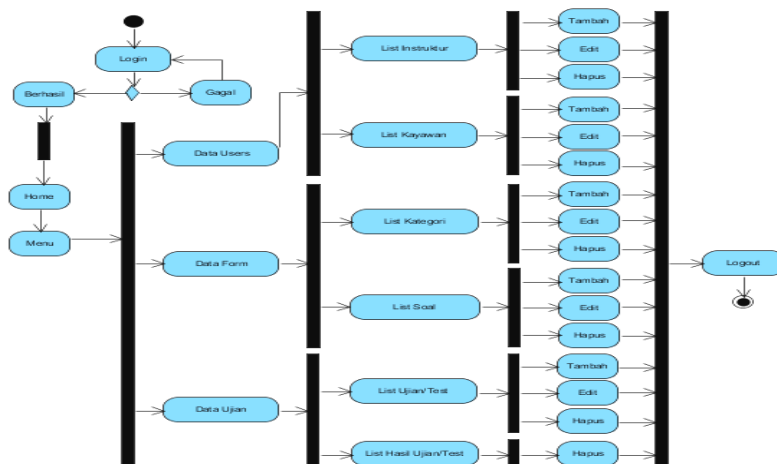 Login
Berhasil
Gagal
Home
Menu
Data Users
Data Form
Data Ujian
List Instruktur
List Kayawan
List Kategori
List Soal
List Ujian/Test
List Hasil Ujian/Test
Tambah
Edit
Hapus
Tambah
Edit
Hapus
Tambah
Edit
Hapus
Tambah
Edit
Hapus
Tambah
Edit
Hapus
Hapus
Logout